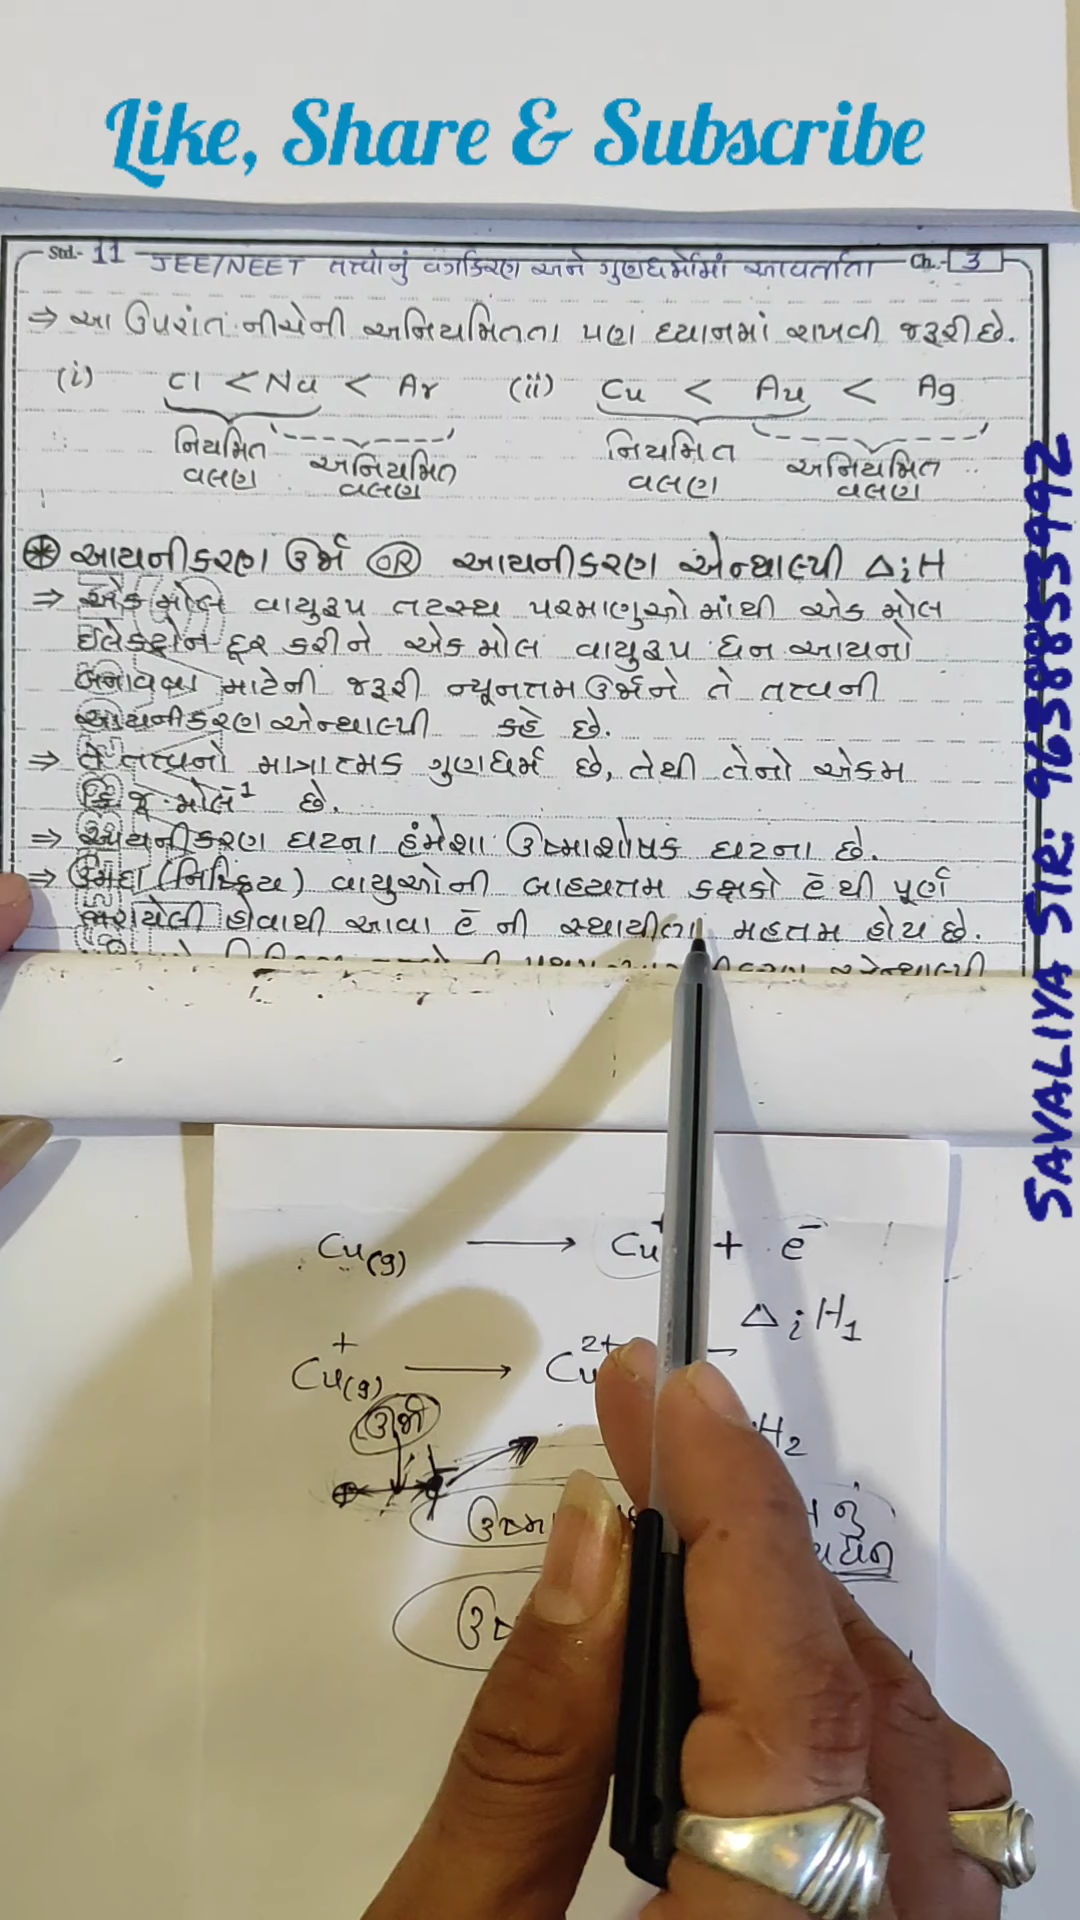 Like, Share & Subscribe
Std.- 11 JEE/NEET તત્ત્વોનું વર્ગીકરણ અને ગુણધર્મોમાં આવર્તીતા Ch.- 3
⇒ આ ઉપરાંત નીચેની અનિયમિતતા પણ ધ્યાનમાં રાખવી જરૂરી છે.
(i) Cl < Na < Ar (ii) Cu < Au < Ag
નિયમિત વલણ અનિયમિત વલણ નિયમિત વલણ અનિયમિત વલણ
આયનીકરણ ઉર્જા OR આયનીકરણ એન્થાલ્પી ΔiH
⇒ એક મોલ વાયુરૂપ તટસ્થ પરમાણુઓમાંથી એક મોલ
ઇલેક્ટ્રોન દૂર કરીને એક મોલ વાયુરૂપ ધન આયનો
બનાવવા માટેની જરૂરી ન્યૂનતમ ઉર્જાને તે તત્વની
આયનીકરણ એન્થાલ્પી કહે છે.
⇒ તે તત્વનો માત્રાત્મક ગુણધર્મ છે, તેથી તેનો એકમ
કિ જૂ મોલ⁻¹ છે.
⇒ આયનીકરણ ઘટના હંમેશા ઉષ્માશોષક ઘટના છે.
⇒ ઉમદા (નિષ્ક્રિય) વાયુઓની બાહ્યતમ કક્ષકો ē થી પૂર્ણ
ભરાયેલી હોવાથી આવા ē ની સ્થાયીતા મહતમ હોય છે.
SAVALIYA SIR: 9638853992
Cu(g) ⟶ Cu⁺ + e⁻
ΔiH₁
Cu⁺(g) ⟶ Cu²⁺
H₂
ઉર્જા